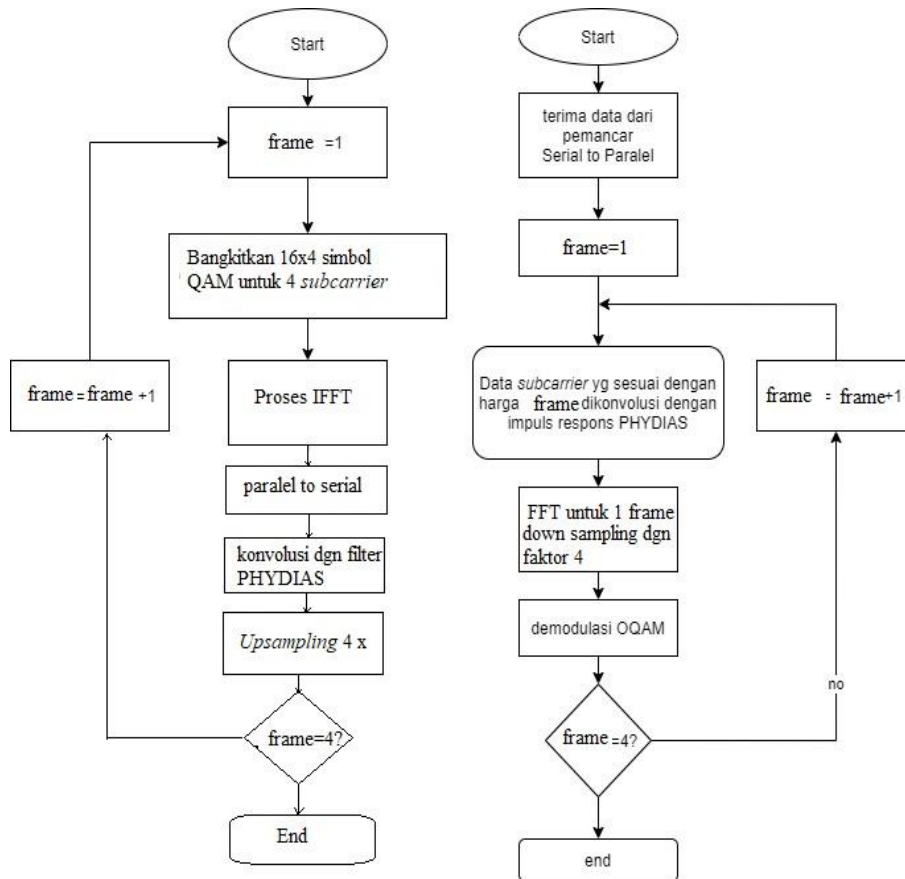 Start
frame =1
Bangkitkan 16x4 simbol
QAM untuk 4 subcarrier
Proses IFFT
paralel to serial
konvolusi dgn filter
PHYDIAS
Upsampling 4 x
frame=4?
End
frame = frame +1
Start
terima data dari
pemancar
Serial to Paralel
frame=1
Data subcarrier yg sesuai dengan
harga frame dikonvolusi dengan
impuls respons PHYDIAS
FFT untuk 1 frame
down sampling dgn
faktor 4
demodulasi OQAM
frame =4?
no
end
frame = frame+1